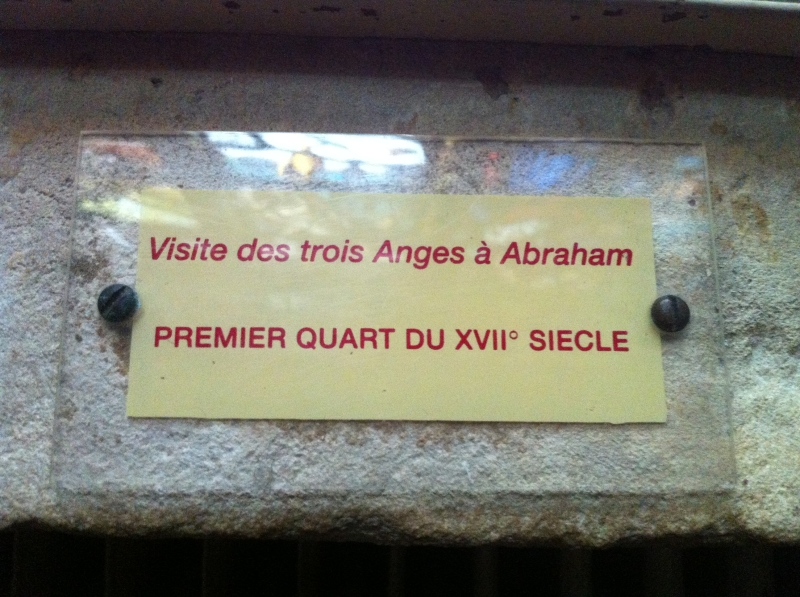 Visite des trois Anges à Abraham
PREMIER QUART DU XVII° SIECLE